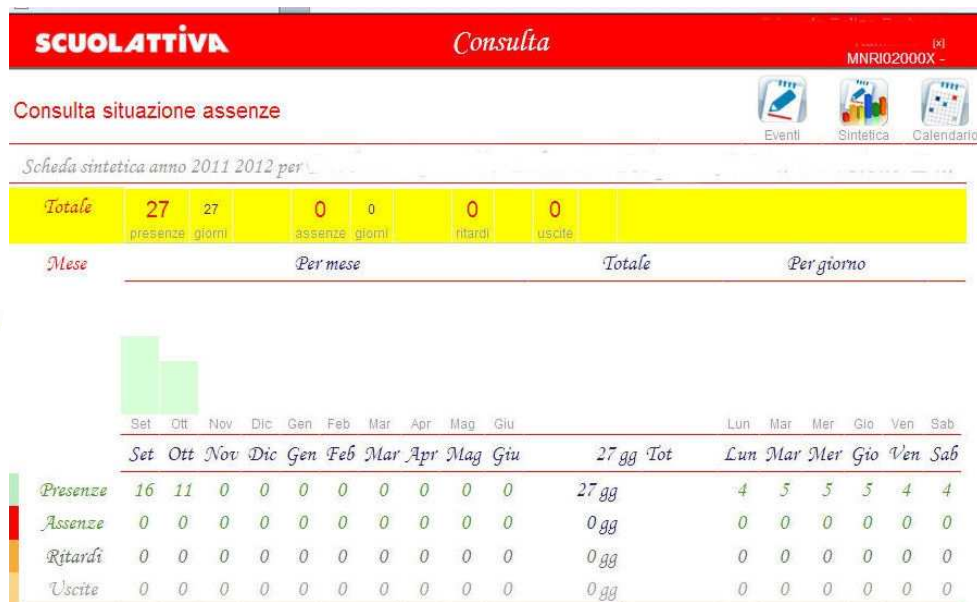 SCUOLATTIVA Consulta [x]
MNRI02000X -
Consulta situazione assenze
Eventi Sintetica Calendario
Scheda sintetica anno 2011 2012 per
Totale 27 27 0 0 0 0
presenze giorni assenze giorni ritardi uscite
Mese Per mese Totale Per giorno
Set Ott Nov Dic Gen Feb Mar Apr Mag Giu Lun Mar Mer Gio Ven Sab
Set Ott Nov Dic Gen Feb Mar Apr Mag Giu 27 gg Tot Lun Mar Mer Gio Ven Sab
Presenze 16 11 0 0 0 0 0 0 0 0 27 gg 4 5 5 5 4 4
Assenze 0 0 0 0 0 0 0 0 0 0 0 gg 0 0 0 0 0 0
Ritardi 0 0 0 0 0 0 0 0 0 0 0 gg 0 0 0 0 0 0
Uscite 0 0 0 0 0 0 0 0 0 0 0 gg 0 0 0 0 0 0